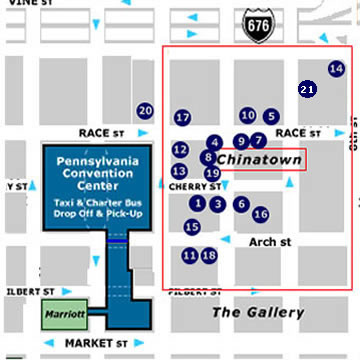 VINE ST
676
14
21
20
17
10
5
RACE ST
4
9
7
RACE ST
8TH St
12
8
Chinatown
13
19
Pennsylvania
Convention
Center
Taxi & Charter Bus
Drop Off & Pick-Up
Y ST
CHERRY ST
1
3
6
16
15
Arch st
11
18
ILBERT ST
FILBERT ST
Marriott
The Gallery
MARKET ST